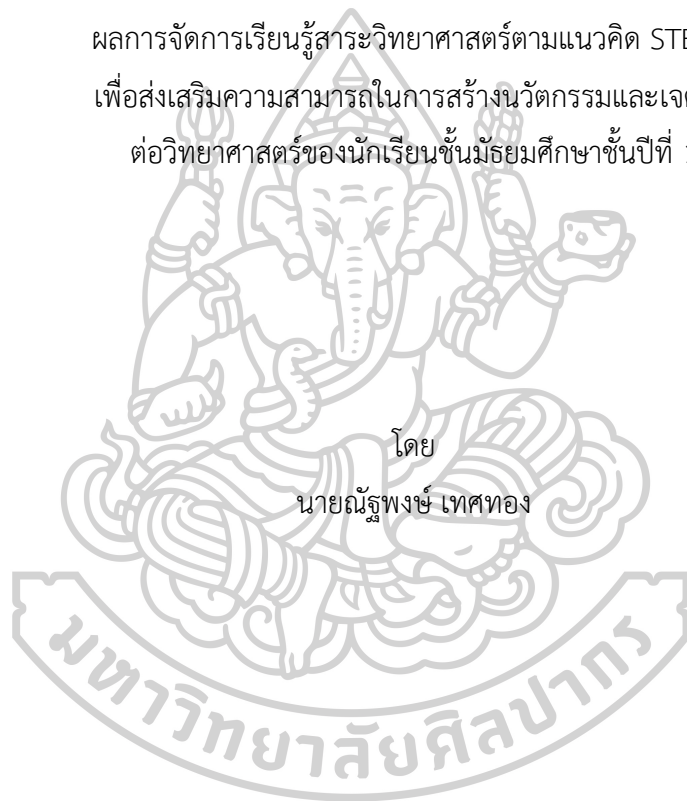 ผลการจัดการเรียนรู้สาระวิทยาศาสตร์ตามแนวคิด
เพื่อส่งเสริมความสามารถในการสร้างนวัตกรรมและ
ต่อวิทยาศาสตร์ของนักเรียนชั้นมัธยมศึกษาชั้นปีที่
โดย
นายณัฐพงษ์ เทศทอง
มหาวิทยาลัยศิลปากร